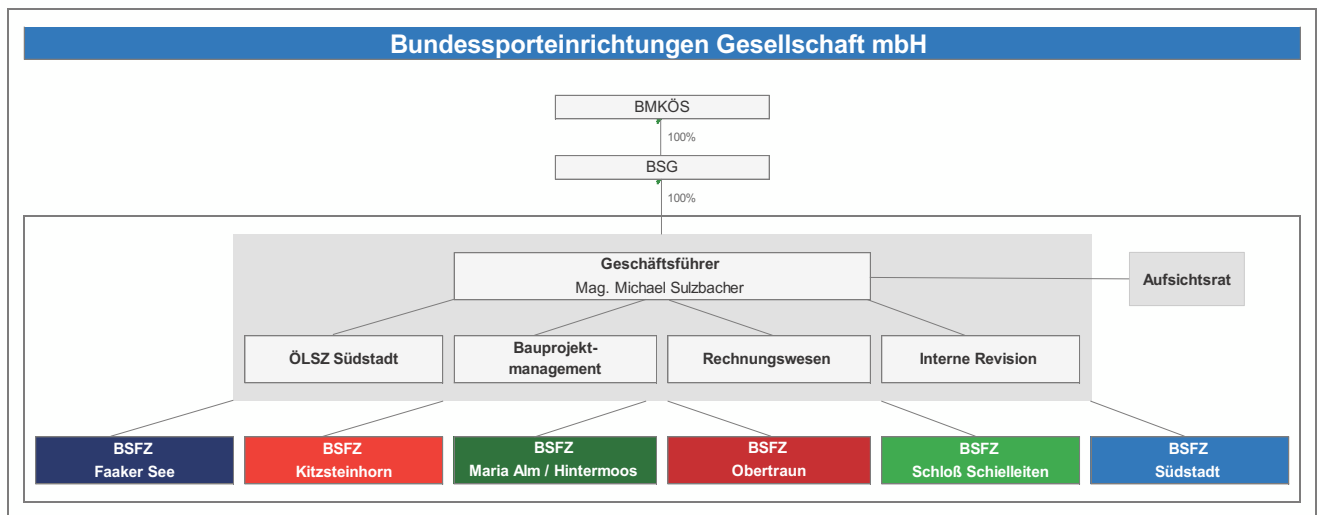 Bundessporteinrichtungen Gesellschaft mbH
BMKÖS
100%
BSG
100%
Geschäftsführer
Mag. Michael Sulzbacher
Aufsichtsrat
ÖLSZ Südstadt
Bauprojekt-
management
Rechnungswesen
Interne Revision
BSFZ
Faaker See
BSFZ
Kitzsteinhorn
BSFZ
Maria Alm / Hintermoos
BSFZ
Obertraun
BSFZ
Schloß Schielleiten
BSFZ
Südstadt